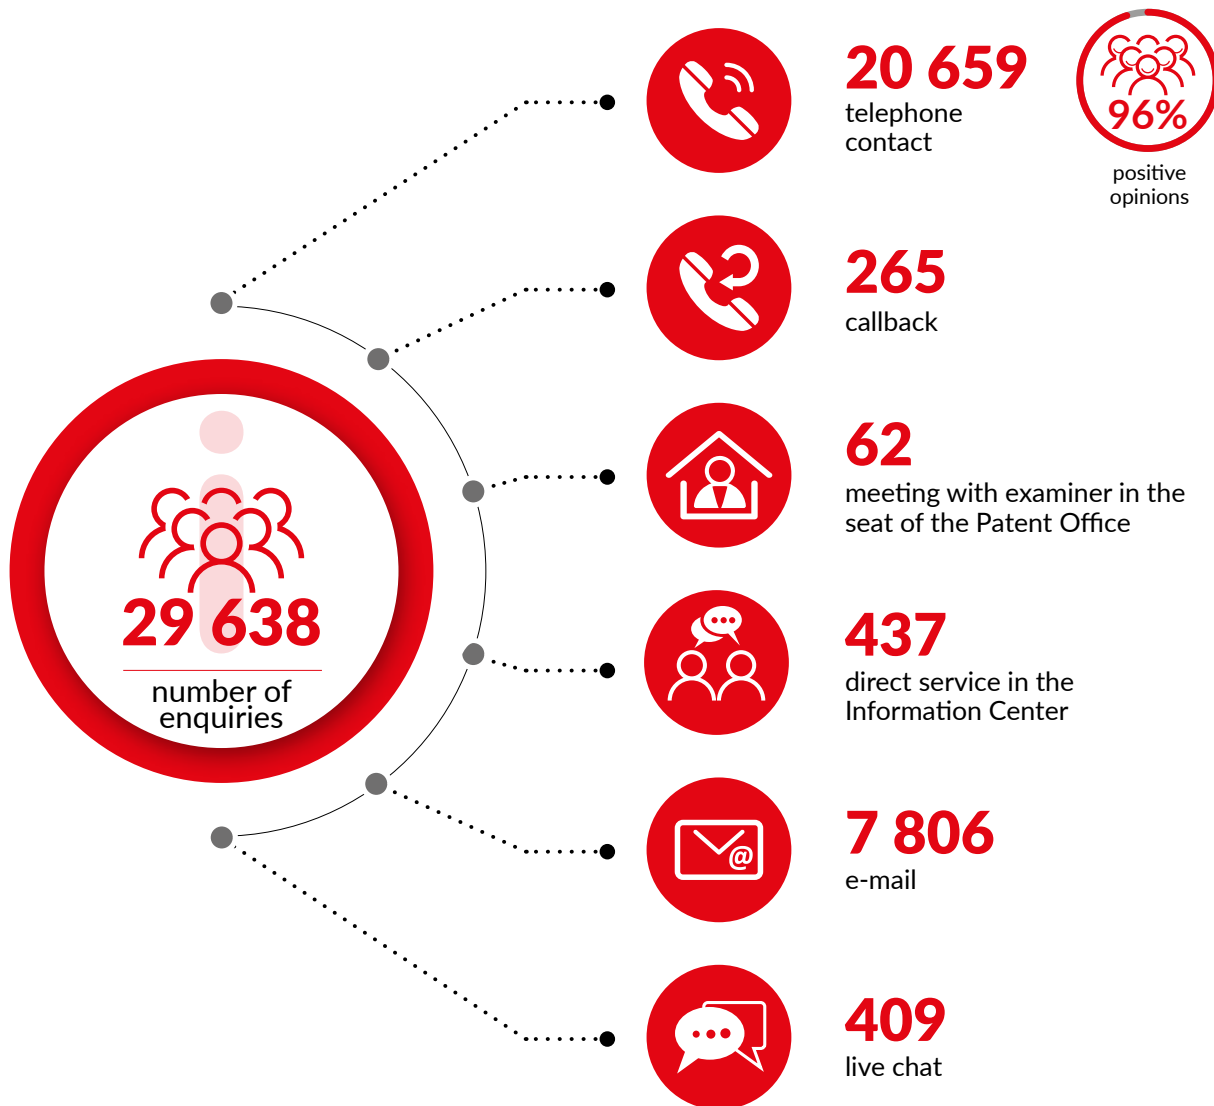 20 659
telephone
contact
96%
positive
opinions
265
callback
62
meeting with examiner in the
seat of the Patent Office
29 638
number of
enquiries
437
direct service in the
Information Center
7 806
@
e-mail
409
live chat